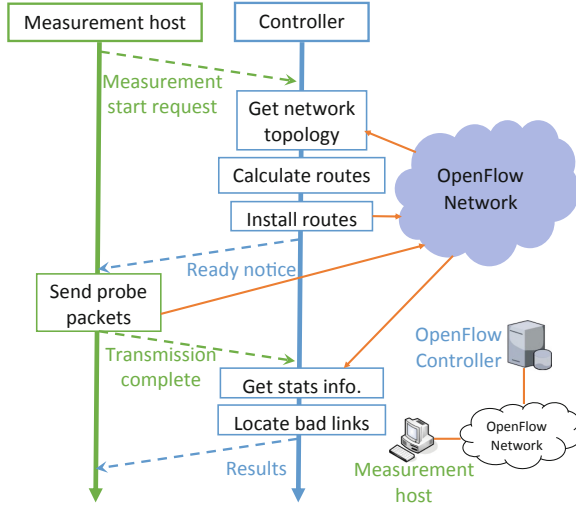 Measurement host
Controller
Measurement
start request
Get network
topology
Calculate routes
Install routes
OpenFlow
Network
Ready notice
Send probe
packets
Transmission
complete
Get stats info.
Locate bad links
Results
OpenFlow
Controller
OpenFlow
Network
Measurement
host